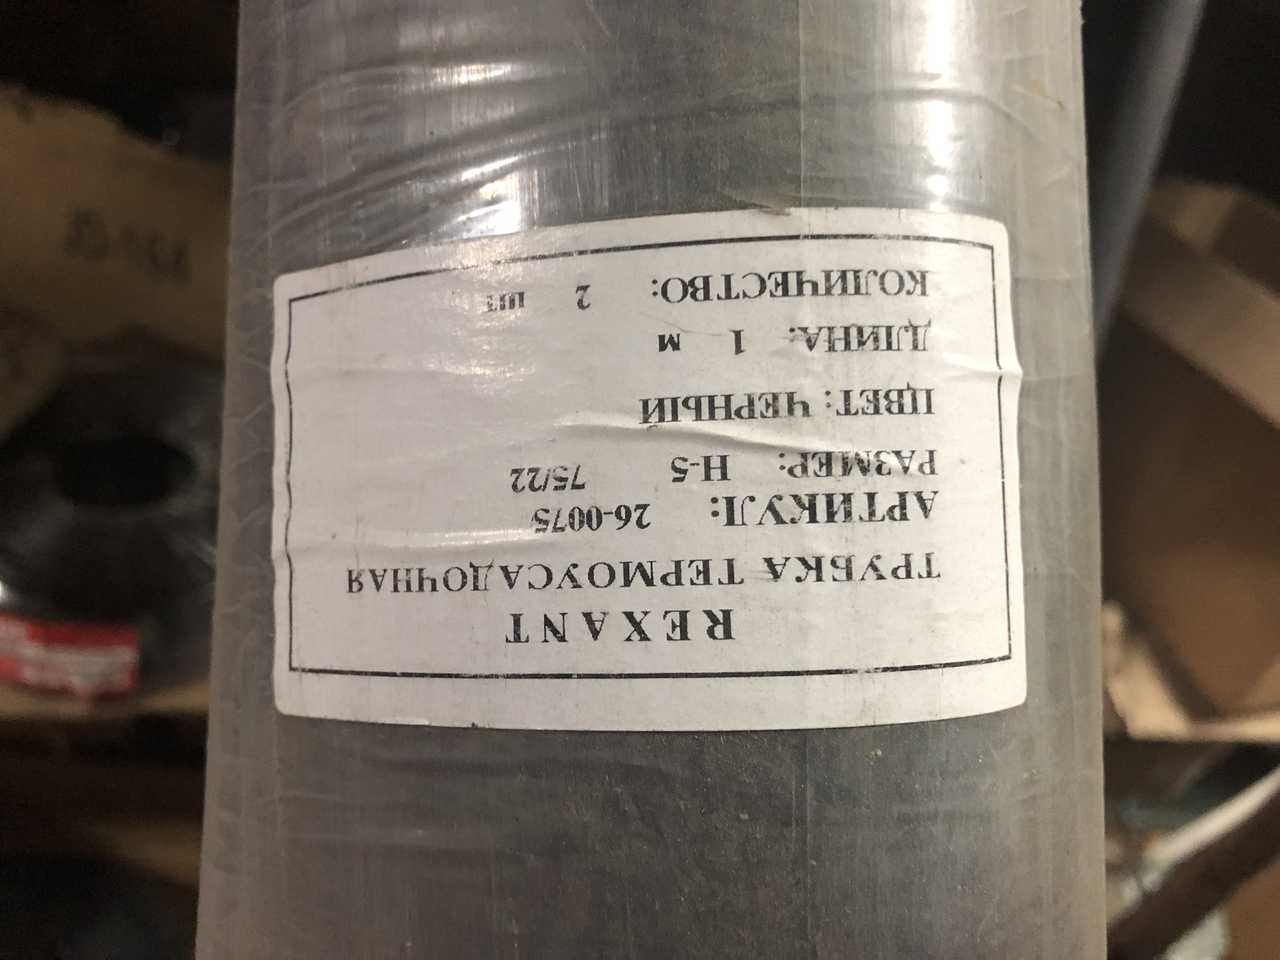 REXANT
ТРУБКА ТЕРМОУСАДОЧНАЯ
АРТИКУЛ: 26-0075
РАЗМЕР: Н-5 75/22
ЦВЕТ: ЧЕРНЫЙ
ДЛИНА: 1 м
КОЛИЧЕСТВО: 2 шт